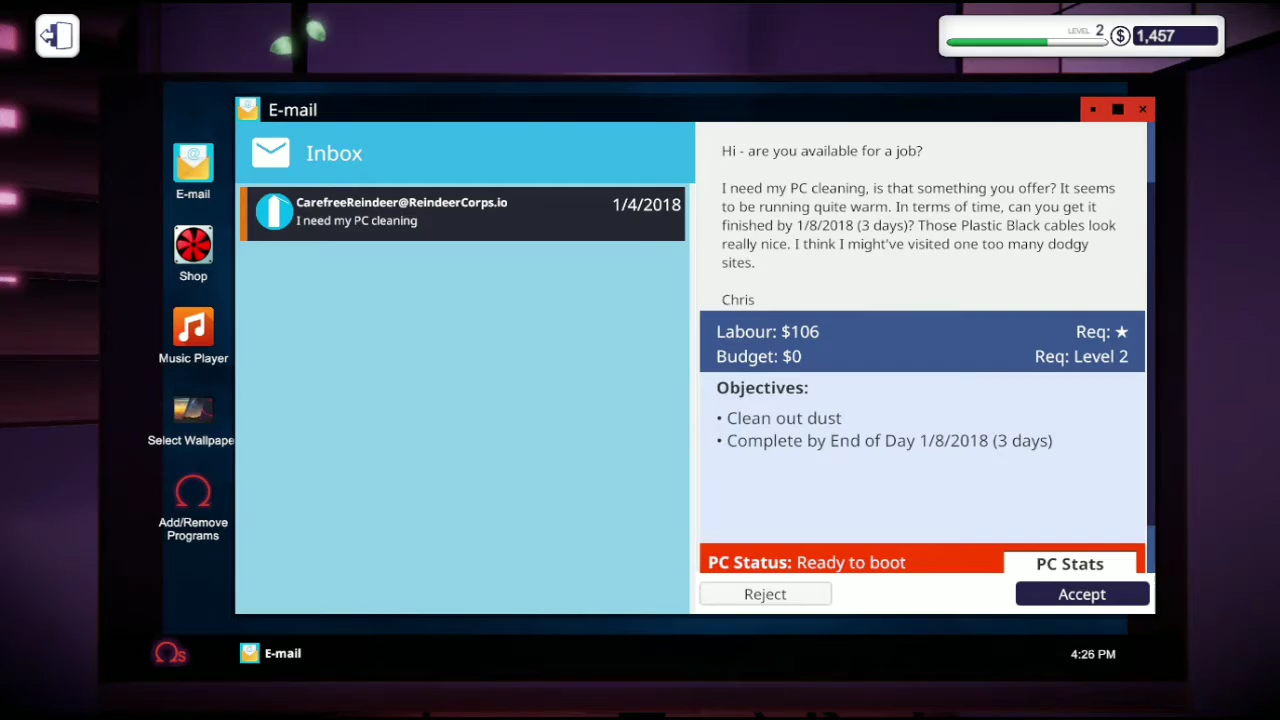 LEVEL 2
$ 1,457
E-mail
Inbox
CarefreeReindeer@ReindeerCorps.io
1/4/2018
I need my PC cleaning
E-mail
Shop
Music Player
Select Wallpape
Add/Remove
Programs
Hi - are you available for a job?
I need my PC cleaning, is that something you offer? It seems
to be running quite warm. In terms of time, can you get it
finished by 1/8/2018 (3 days)? Those Plastic Black cables look
really nice. I think I might've visited one too many dodgy
sites.
Chris
Labour: $106
Req: ★
Budget: $0
Req: Level 2
Objectives:
• Clean out dust
• Complete by End of Day 1/8/2018 (3 days)
PC Status: Ready to boot
PC Stats
Reject
Accept
Ωs
E-mail
4:26 PM